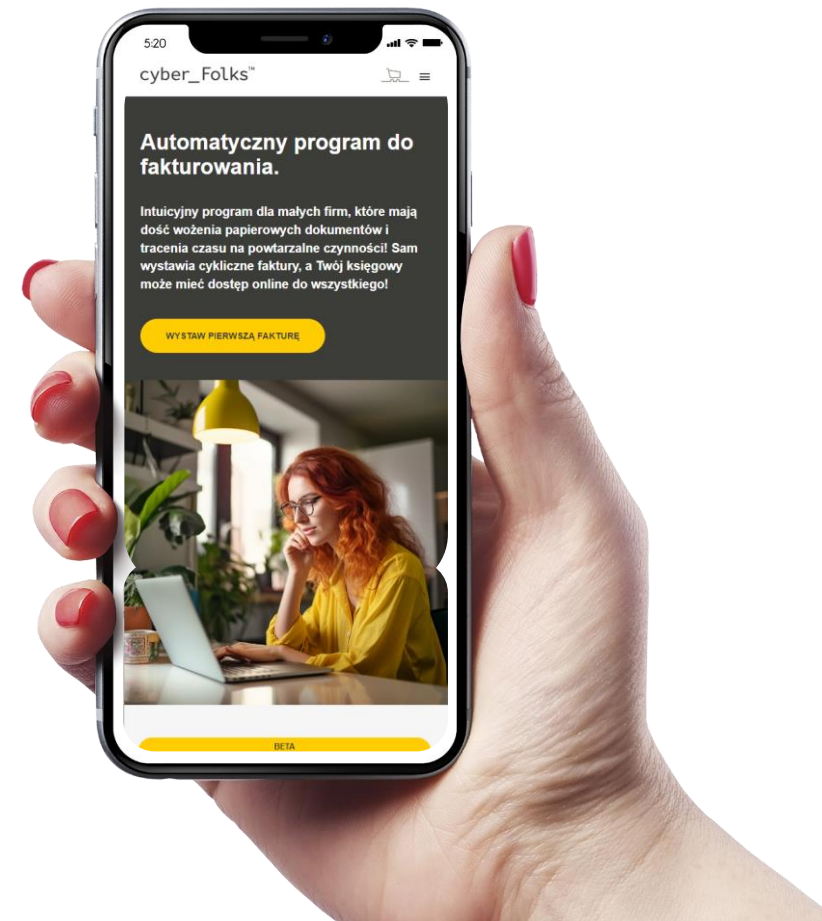 5:20
cyber_Folks™
Automatyczny program do
fakturowania.
Intuicyjny program dla małych firm, które mają
dość wożenia papierowych dokumentów i
tracenia czasu na powtarzalne czynności! Sam
wystawia cykliczne faktury, a Twój księgowy
może mieć dostęp online do wszystkiego!
WYSTAW PIERWSZĄ FAKTURĘ
BETA